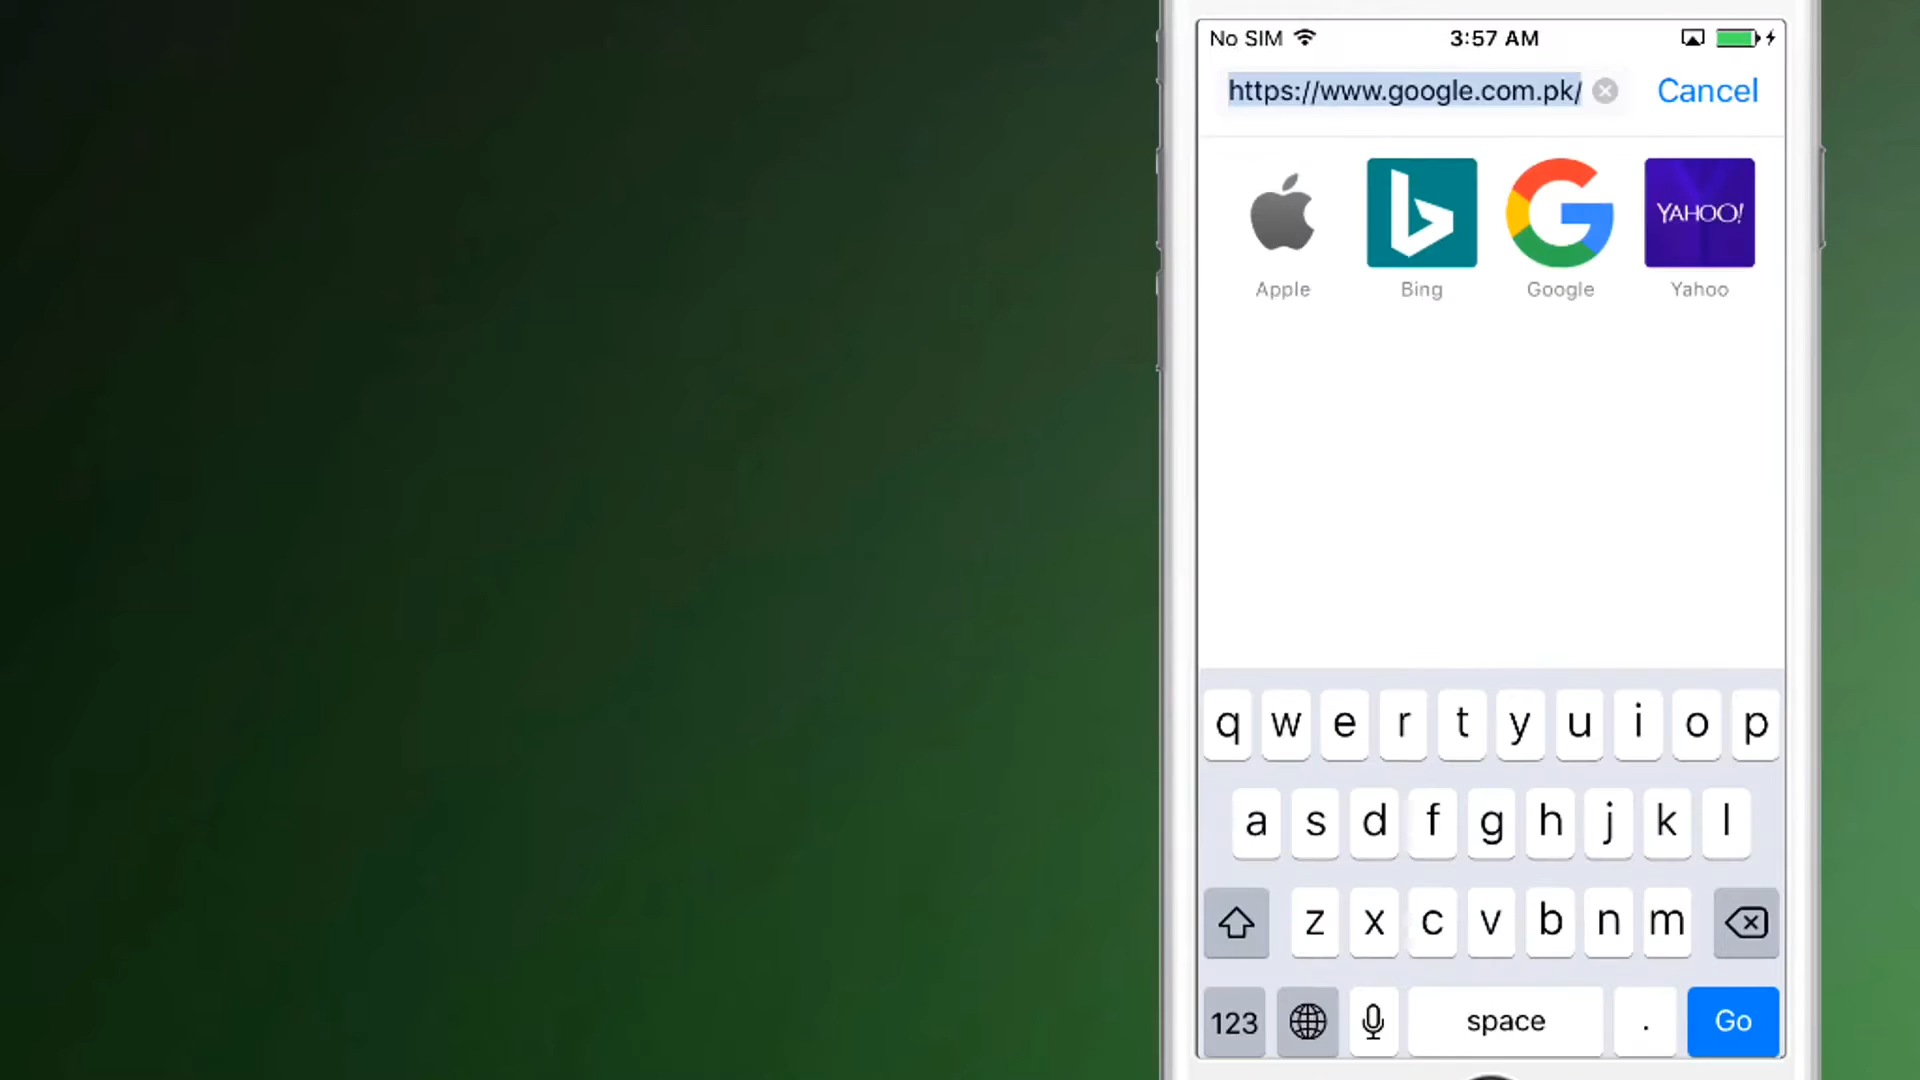 No SIM 3:57 AM
https://www.google.com.pk/ Cancel
YAHOO!
Apple Bing Google Yahoo
q w e r t y u i o p
a s d f g h j k l
z x c v b n m
123 space . Go